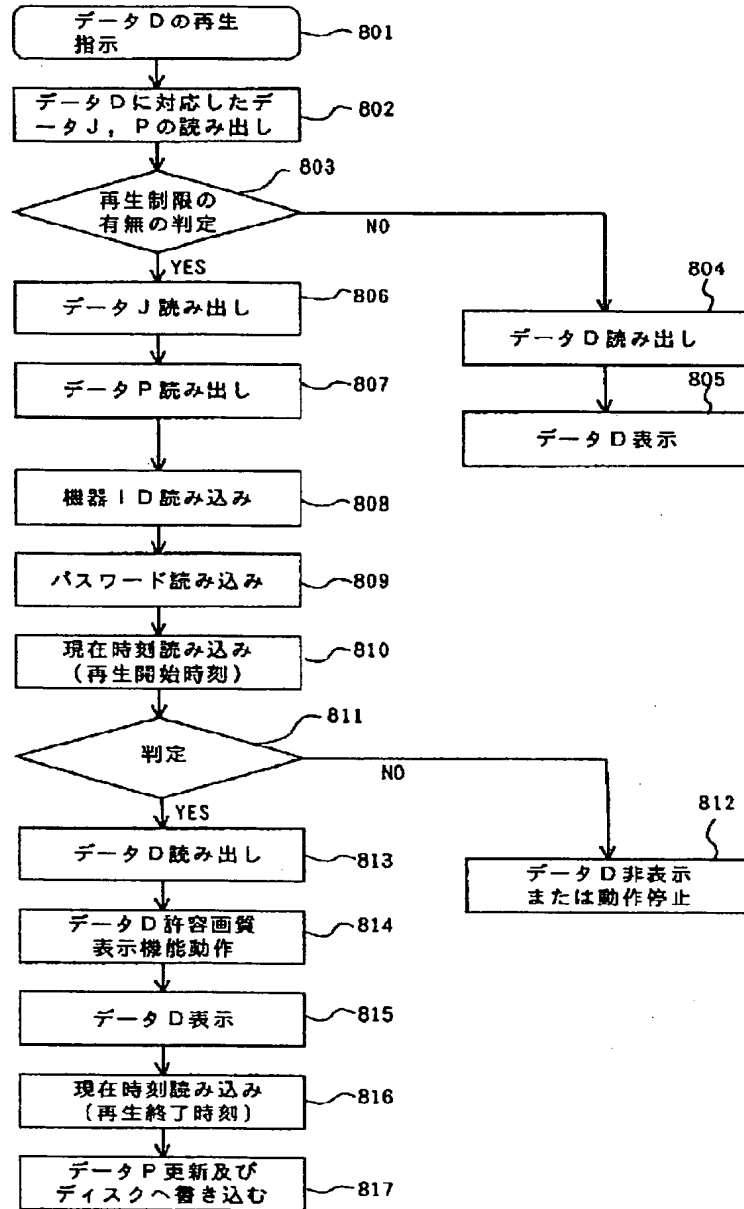 データDの再生
指示
801
データDに対応したデ
ータJ，Pの読み出し
802
803
再生制限の
有無の判定
NO
YES
804
データD読み出し
805
データD表示
データJ読み出し
806
データP読み出し
807
機器ID読み込み
808
パスワード読み込み
809
現在時刻読み込み
(再生開始時刻)
810
811
判定
NO
YES
812
データD非表示
または動作停止
データD読み出し
813
データD許容画質
表示機能動作
814
データD表示
815
現在時刻読み込み
(再生終了時刻)
816
データP更新及び
ディスクへ書き込む
817